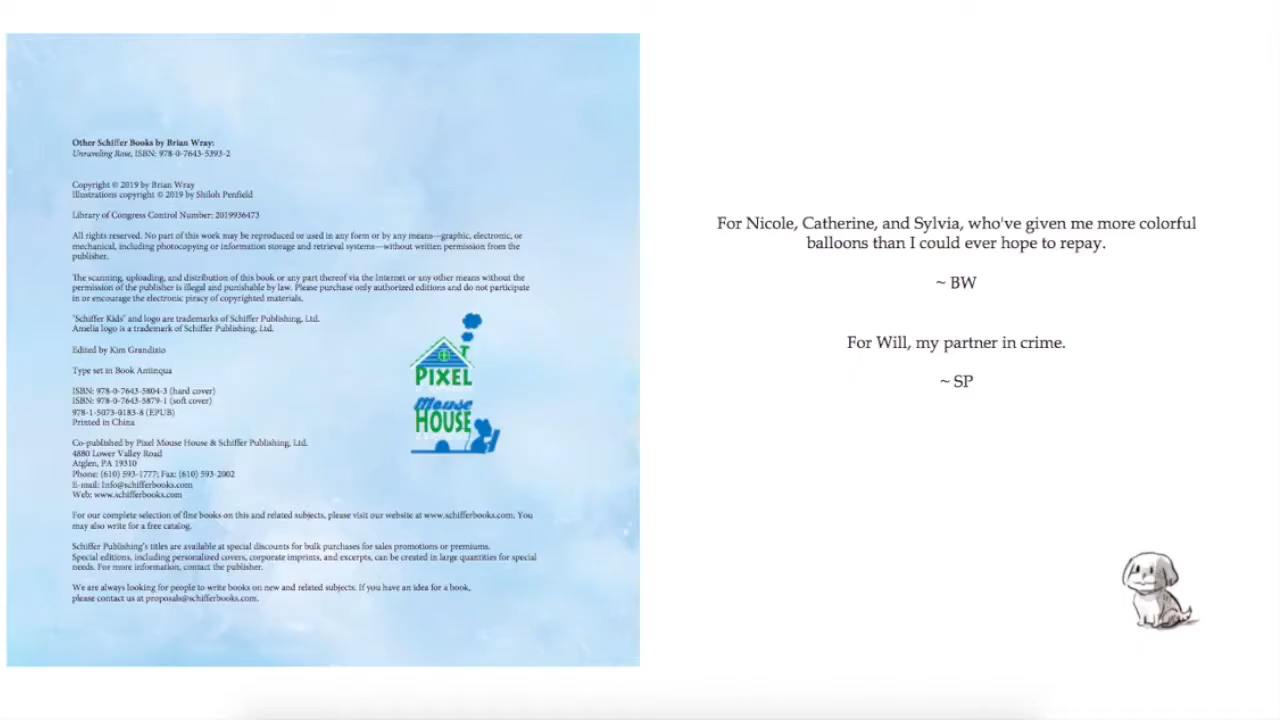 Other Schiffer Books by Brian Wray:
Unraveling Rose, ISBN: 978-0-7643-5393-2
Copyright © 2019 by Brian Wray
Illustrations copyright © 2019 by Shiloh Penfield
Library of Congress Control Number: 2019936473
All rights reserved. No part of this work may be reproduced or used in any form or by any means—graphic, electronic, or
mechanical, including photocopying or information storage and retrieval systems—without written permission from the
publisher.
The scanning, uploading, and distribution of this book or any part thereof via the Internet or any other means without the
permission of the publisher is illegal and punishable by law. Please purchase only authorized editions and do not participate
in or encourage the electronic piracy of copyrighted materials.
"Schiffer Kids" and logo are trademarks of Schiffer Publishing, Ltd.
Amelia logo is a trademark of Schiffer Publishing, Ltd.
Edited by Kim Grandizio
Type set in Book Antinqua
ISBN: 978-0-7643-5804-3 (hard cover)
ISBN: 978-0-7643-5879-1 (soft cover)
978-1-5073-0183-8 (EPUB)
Printed in China
Co-published by Pixel Mouse House & Schiffer Publishing, Ltd.
4880 Lower Valley Road
Atglen, PA 19310
Phone: (610) 593-1777; Fax: (610) 593-2002
E-mail: Info@schifferbooks.com
Web: www.schifferbooks.com
For our complete selection of fine books on this and related subjects, please visit our website at www.schifferbooks.com. You
may also write for a free catalog.
Schiffer Publishing's titles are available at special discounts for bulk purchases for sales promotions or premiums.
Special editions, including personalized covers, corporate imprints, and excerpts, can be created in large quantities for special
needs. For more information, contact the publisher.
We are always looking for people to write books on new and related subjects. If you have an idea for a book,
please contact us at proposals@schifferbooks.com.
PIXEL
Mouse
HOUSE
For Nicole, Catherine, and Sylvia, who've given me more colorful
balloons than I could ever hope to repay.
~ BW
For Will, my partner in crime.
~ SP